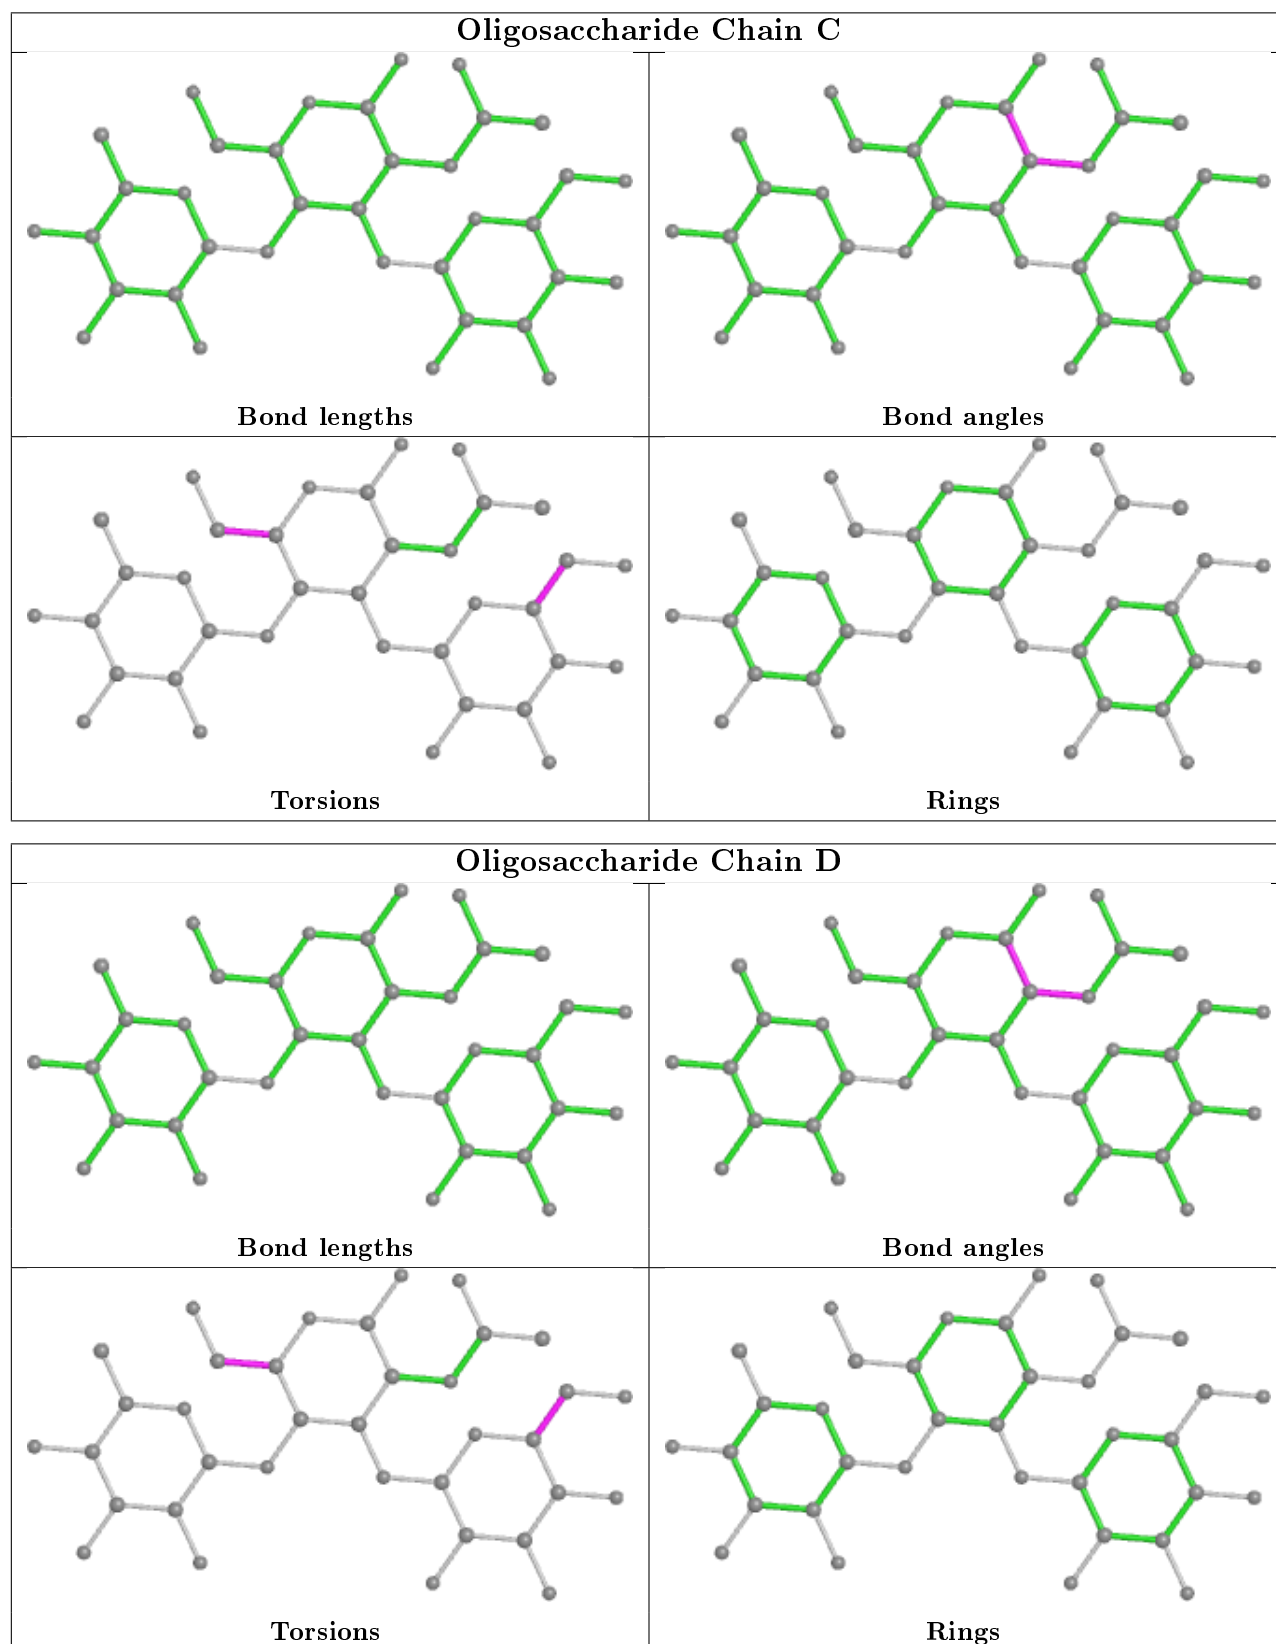 Oligosaccharide Chain C
Bond lengths
Bond angles
Torsions
Rings
Oligosaccharide Chain D
Bond lengths
Bond angles
Torsions
Rings